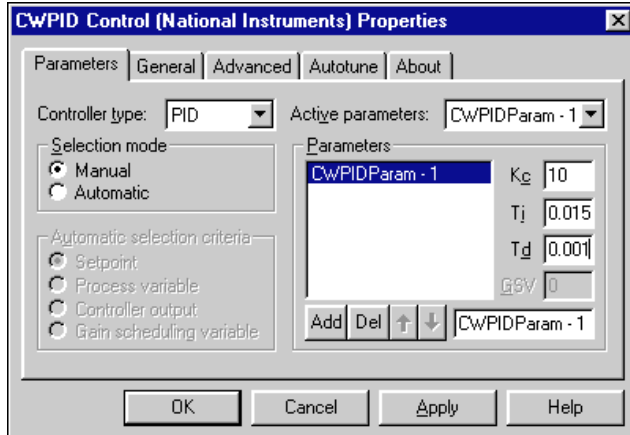 CWPID Control (National Instruments) Properties
Parameters General Advanced Autotune About
Controller type: PID Active parameters: CWPIDParam - 1
Selection mode Parameters
Manual CWPIDParam - 1 Kc 10
Automatic
Ti 0.015
Automatic selection criteria Td 0.001
Setpoint
Process variable GSV 0
Controller output
Gain scheduling variable Add Del CWPIDParam - 1
OK Cancel Apply Help